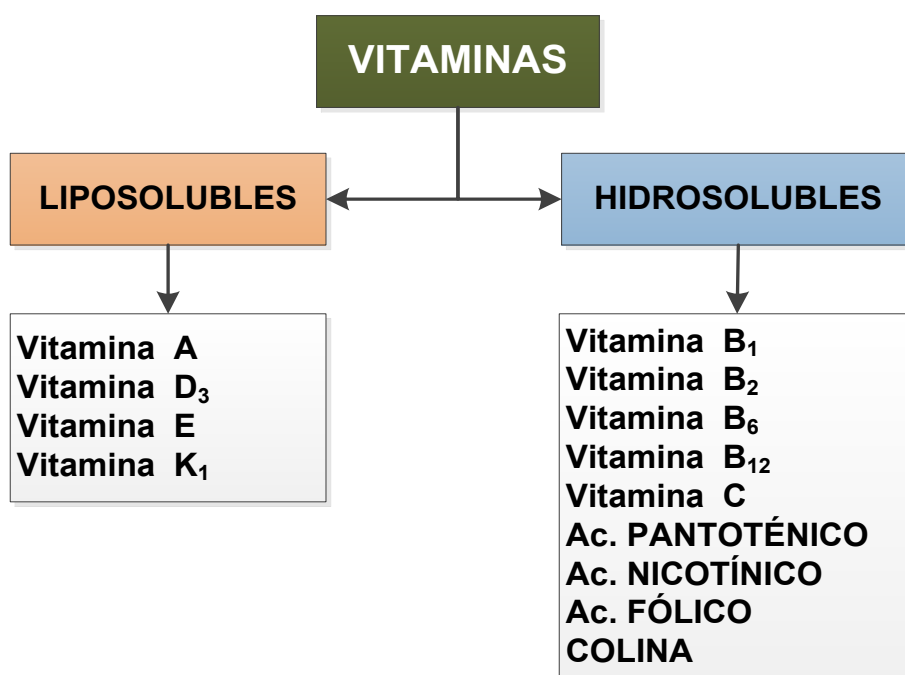 VITAMINAS
LIPOSOLUBLES
HIDROSOLUBLES
Vitamina A
Vitamina D₃
Vitamina E
Vitamina K₁
Vitamina B₁
Vitamina B₂
Vitamina B₆
Vitamina B₁₂
Vitamina C
Ac. PANTOTÉNICO
Ac. NICOTÍNICO
Ac. FÓLICO
COLINA